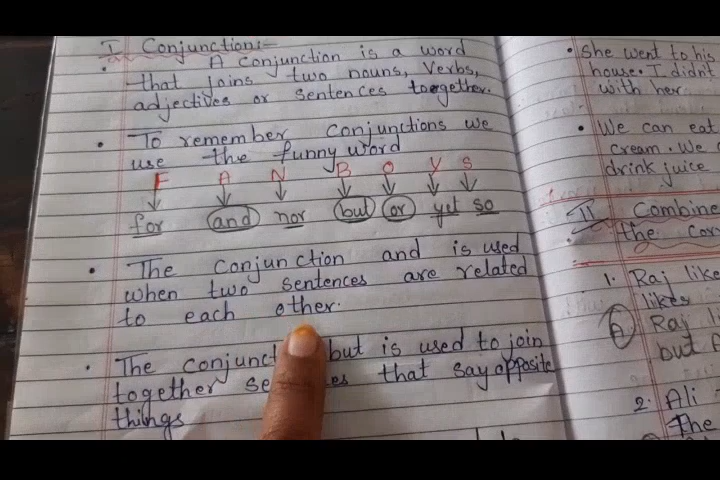 I Conjunction:-
• A conjunction is a word
that joins two nouns, verbs,
adjectives or sentences together.
• To remember conjunctions we
use the funny word
F A N B O Y S
for and nor but or yet so
• The conjunction and is used
when two sentences are related
to each other.
• The conjunct but is used to join
together se es that say opposite
things
• She went to his
house. I didn't
with her.
• We can eat
cream. We
drink juice
II Combine
the
1. Raj like
likes
Raj li
but
2. Ali
The